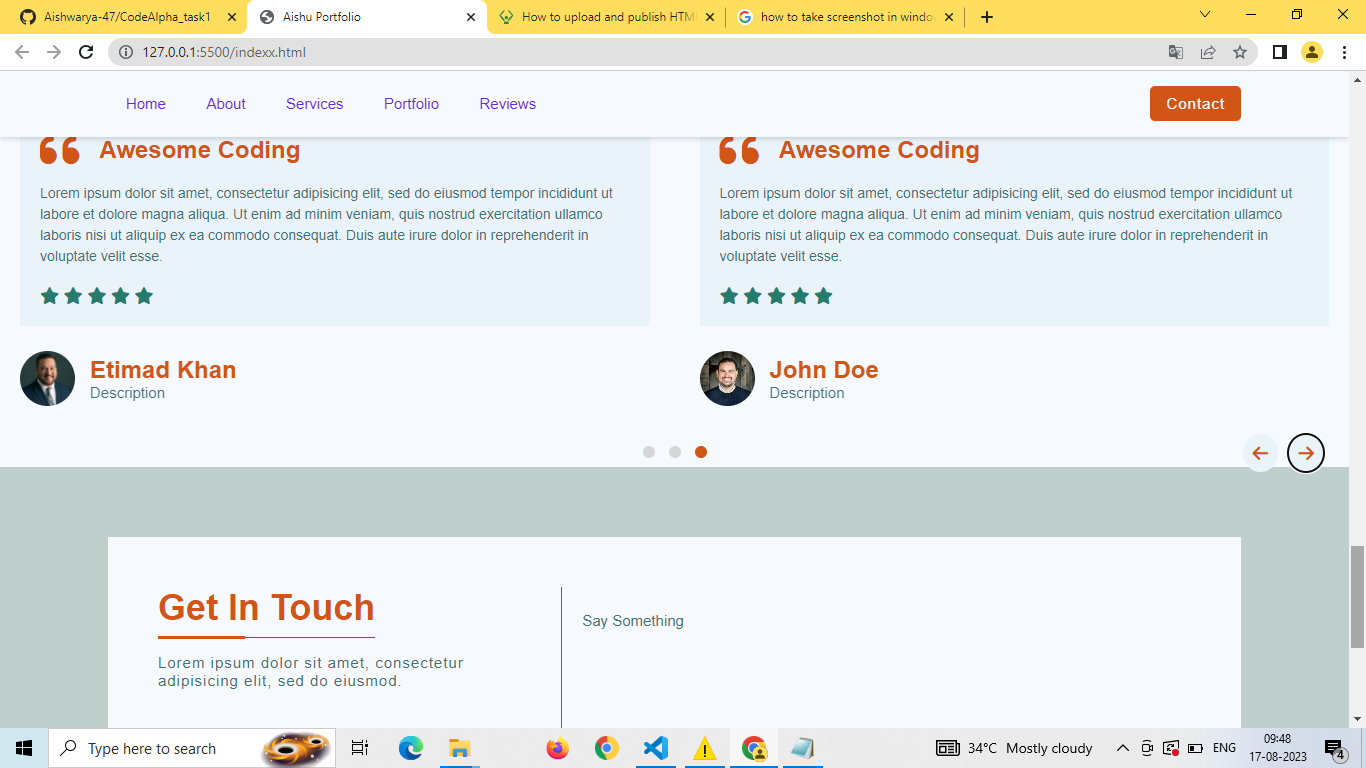 Aishwarya-47/CodeAlpha_task1
Aishu Portfolio
How to upload and publish HTM
how to take screenshot in windo
127.0.0.1:5500/indexx.html
Home About Services Portfolio Reviews Contact
Awesome Coding
Lorem ipsum dolor sit amet, consectetur adipisicing elit, sed do eiusmod tempor incididunt ut
labore et dolore magna aliqua. Ut enim ad minim veniam, quis nostrud exercitation ullamco
laboris nisi ut aliquip ex ea commodo consequat. Duis aute irure dolor in reprehenderit in
voluptate velit esse.
Etimad Khan
Description
Awesome Coding
Lorem ipsum dolor sit amet, consectetur adipisicing elit, sed do eiusmod tempor incididunt ut
labore et dolore magna aliqua. Ut enim ad minim veniam, quis nostrud exercitation ullamco
laboris nisi ut aliquip ex ea commodo consequat. Duis aute irure dolor in reprehenderit in
voluptate velit esse.
John Doe
Description
Get In Touch
Lorem ipsum dolor sit amet, consectetur
adipisicing elit, sed do eiusmod.
Say Something
Type here to search
34°C Mostly cloudy
ENG
09:48
17-08-2023
4